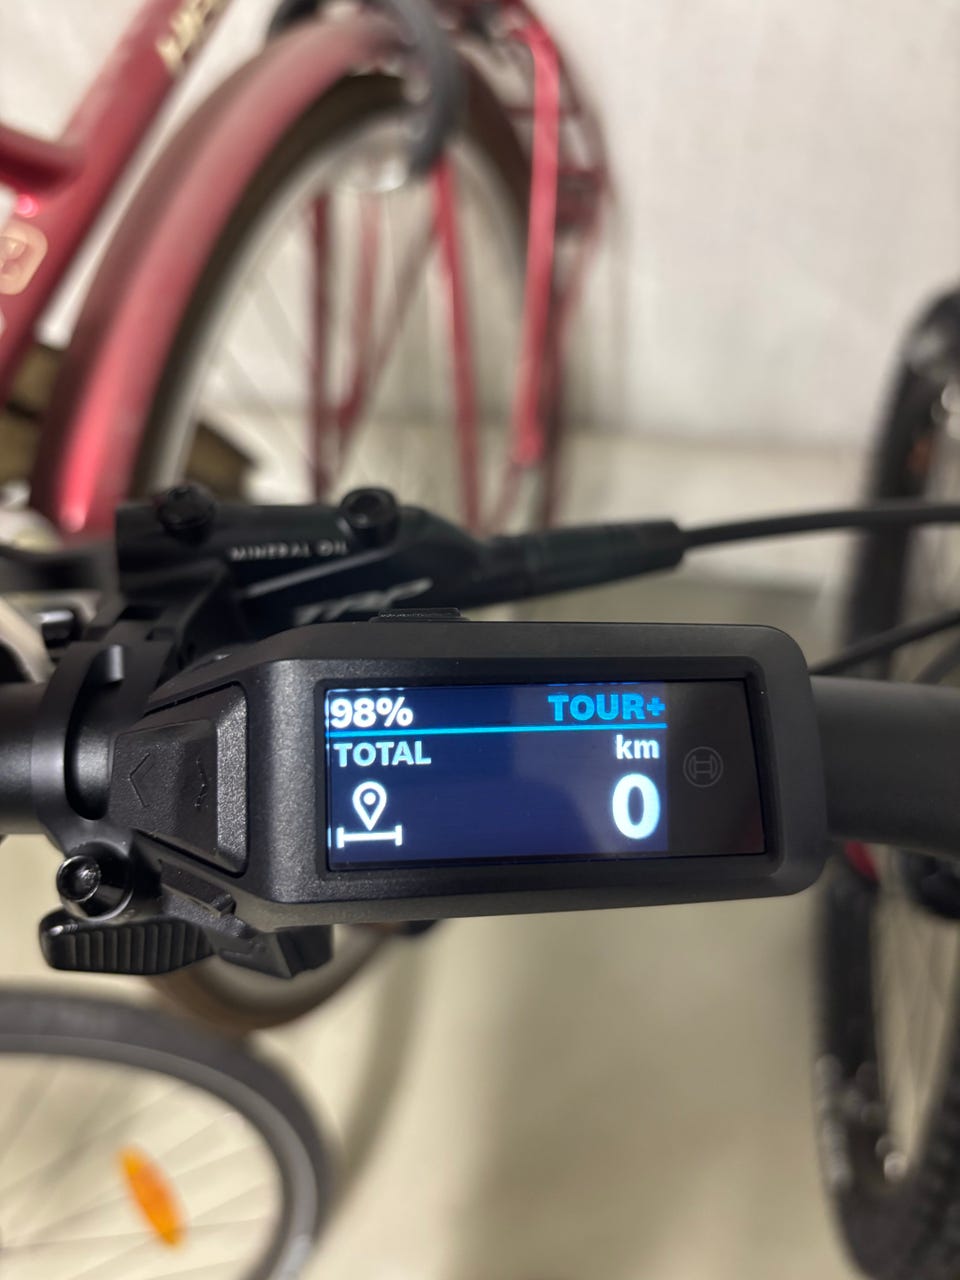 MINERAL OIL
98% TOUR+
TOTAL km
0